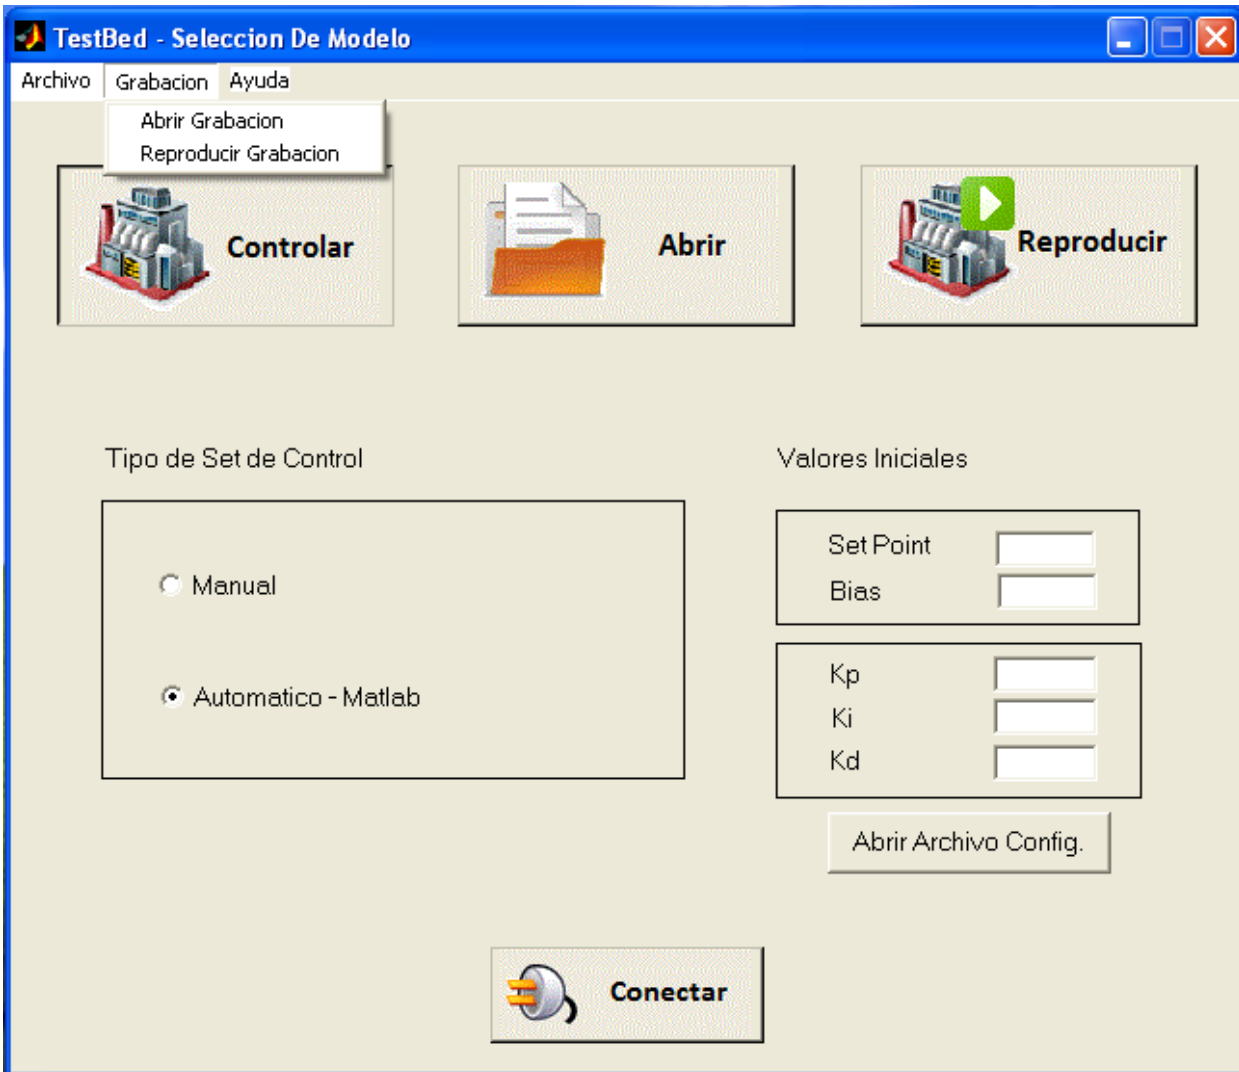 TestBed - Seleccion De Modelo
Archivo Grabacion Ayuda
Abrir Grabacion
Reproducir Grabacion
Controlar Abrir Reproducir
Tipo de Set de Control
Manual
Automatico - Matlab
Valores Iniciales
Set Point
Bias
Kp
Ki
Kd
Abrir Archivo Config.
Conectar